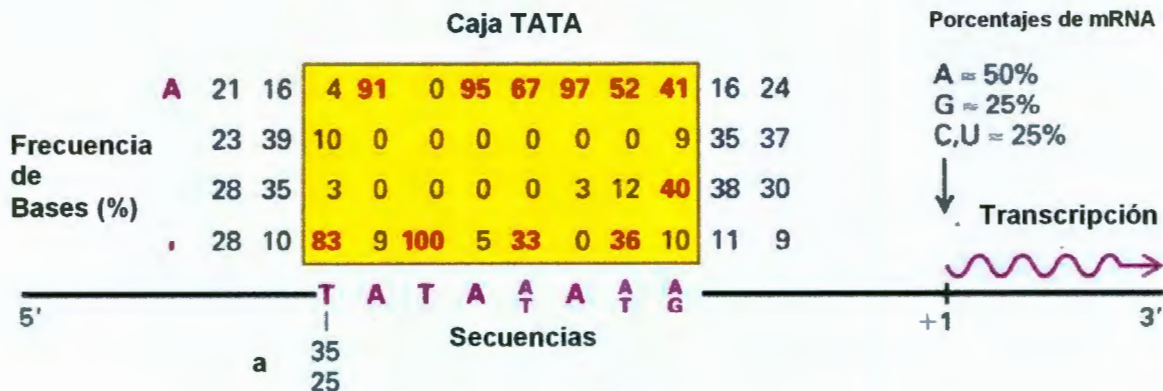 Caja TATA
Porcentajes de mRNA
A ≈ 50%
G ≈ 25%
C,U ≈ 25%
Frecuencia
de
Bases (%)
A 21 16 4 91 0 95 67 97 52 41 16 24
23 39 10 0 0 0 0 0 0 9 35 37
28 35 3 0 0 0 0 3 12 40 38 30
28 10 83 9 100 5 33 0 36 10 11 9
Transcripción
T A T A A/T A A/T A/G
5'
+1
3'
Secuencias
a
35
25